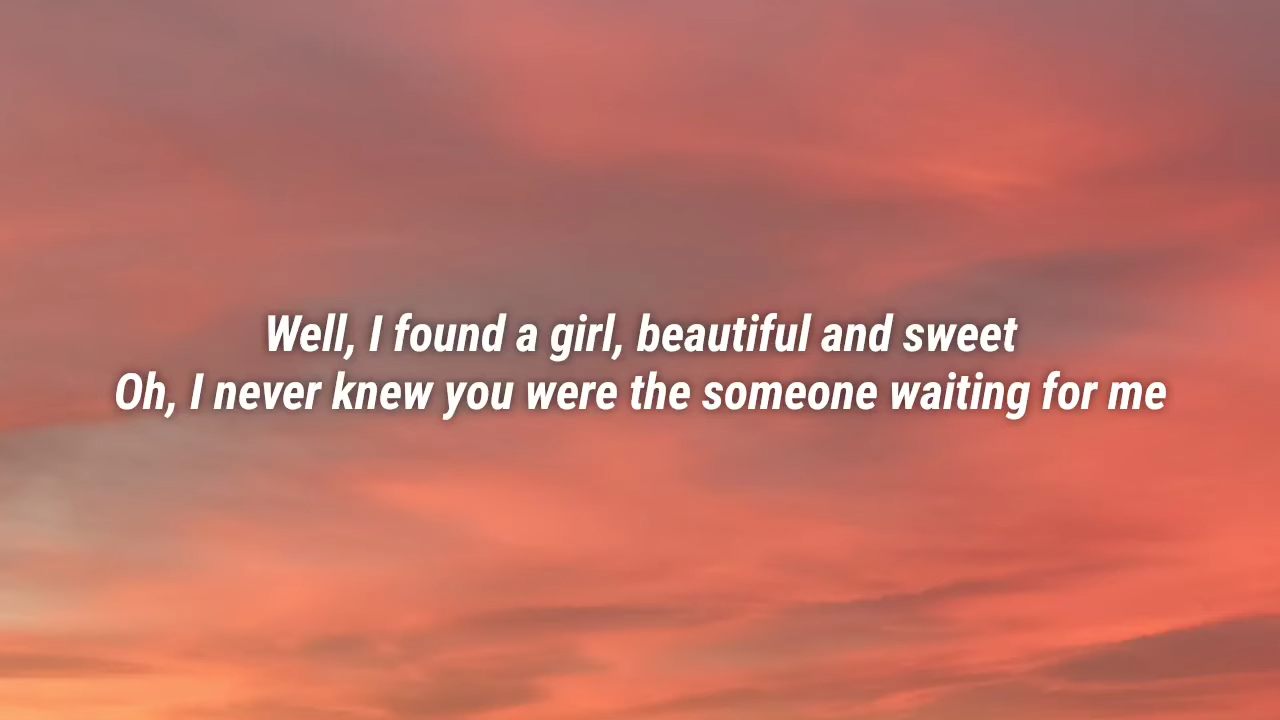 Well, I found a girl, beautiful and sweet
Oh, I never knew you were the someone waiting for me